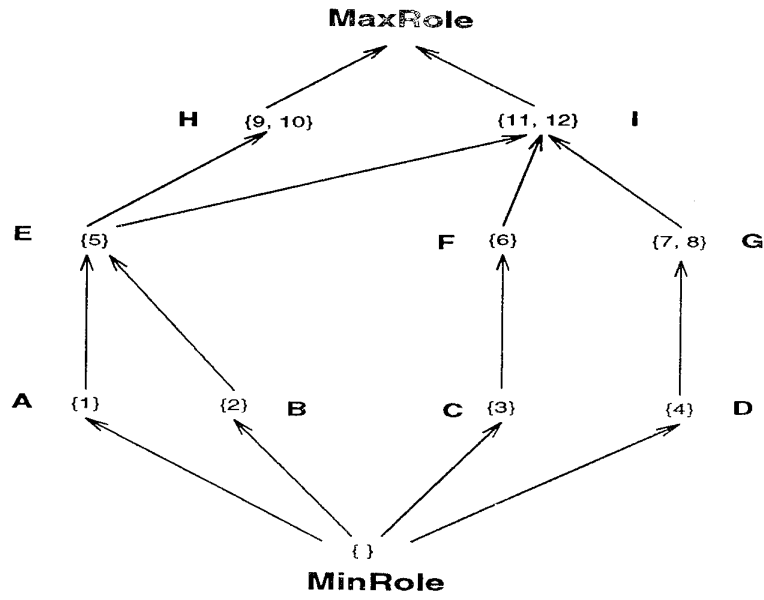 MaxRole
H {9, 10} {11, 12} I
E {5} F {6} {7, 8} G
A {1} {2} B C {3} {4} D
{ }
MinRole